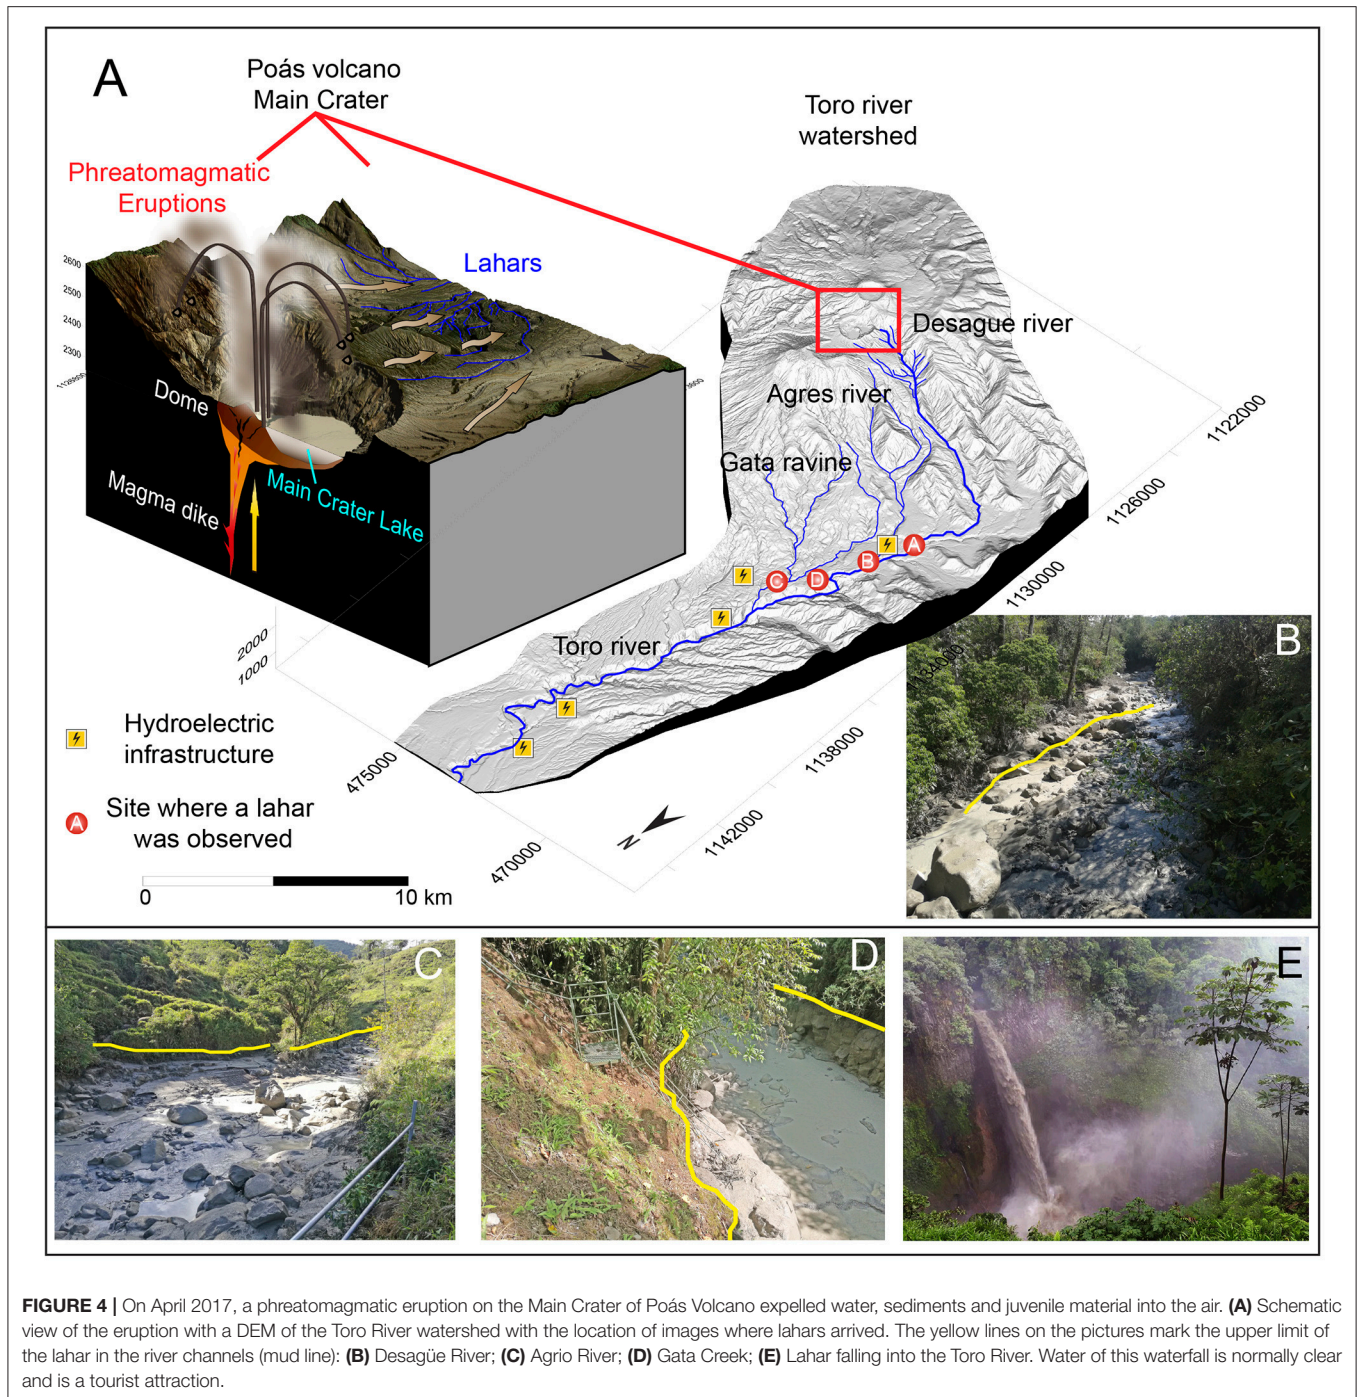 A
Poás volcano
Main Crater
Toro river
watershed
Phreatomagmatic
Eruptions
Lahars
2600
2500
2400
2300
Desague river
Dome
Agres river
Gata ravine
Magma dike
Main Crater Lake
1122000
1126000
1130000
1134000
1138000
1142000
A
B
C
D
2000
1000
Toro river
475000
470000
N
Hydroelectric
infrastructure
A
Site where a lahar
was observed
0
10 km
B
C
D
E
FIGURE 4 | On April 2017, a phreatomagmatic eruption on the Main Crater of Poás Volcano expelled water, sediments and juvenile material into the air. (A) Schematic
view of the eruption with a DEM of the Toro River watershed with the location of images where lahars arrived. The yellow lines on the pictures mark the upper limit of
the lahar in the river channels (mud line): (B) Desagüe River; (C) Agrio River; (D) Gata Creek; (E) Lahar falling into the Toro River. Water of this waterfall is normally clear
and is a tourist attraction.